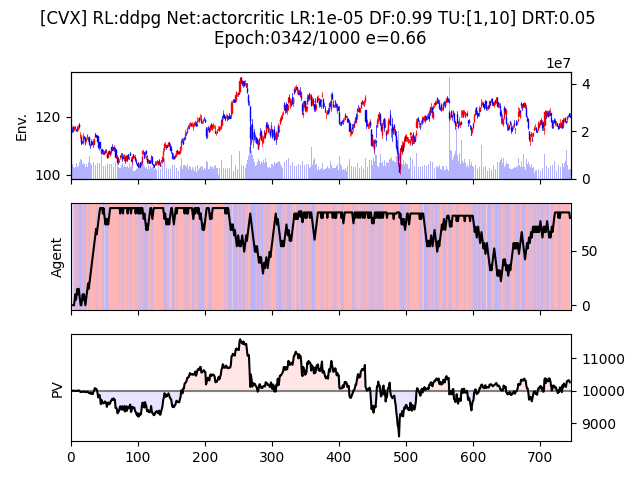 [CVX] RL:ddpg Net:actorcritic LR:1e-05 DF:0.99 TU:[1,10] DRT:0.05
Epoch:0342/1000 e=0.66
1e7
Env.
120
100
4
2
0
Agent
50
0
PV
11000
10000
9000
0 100 200 300 400 500 600 700